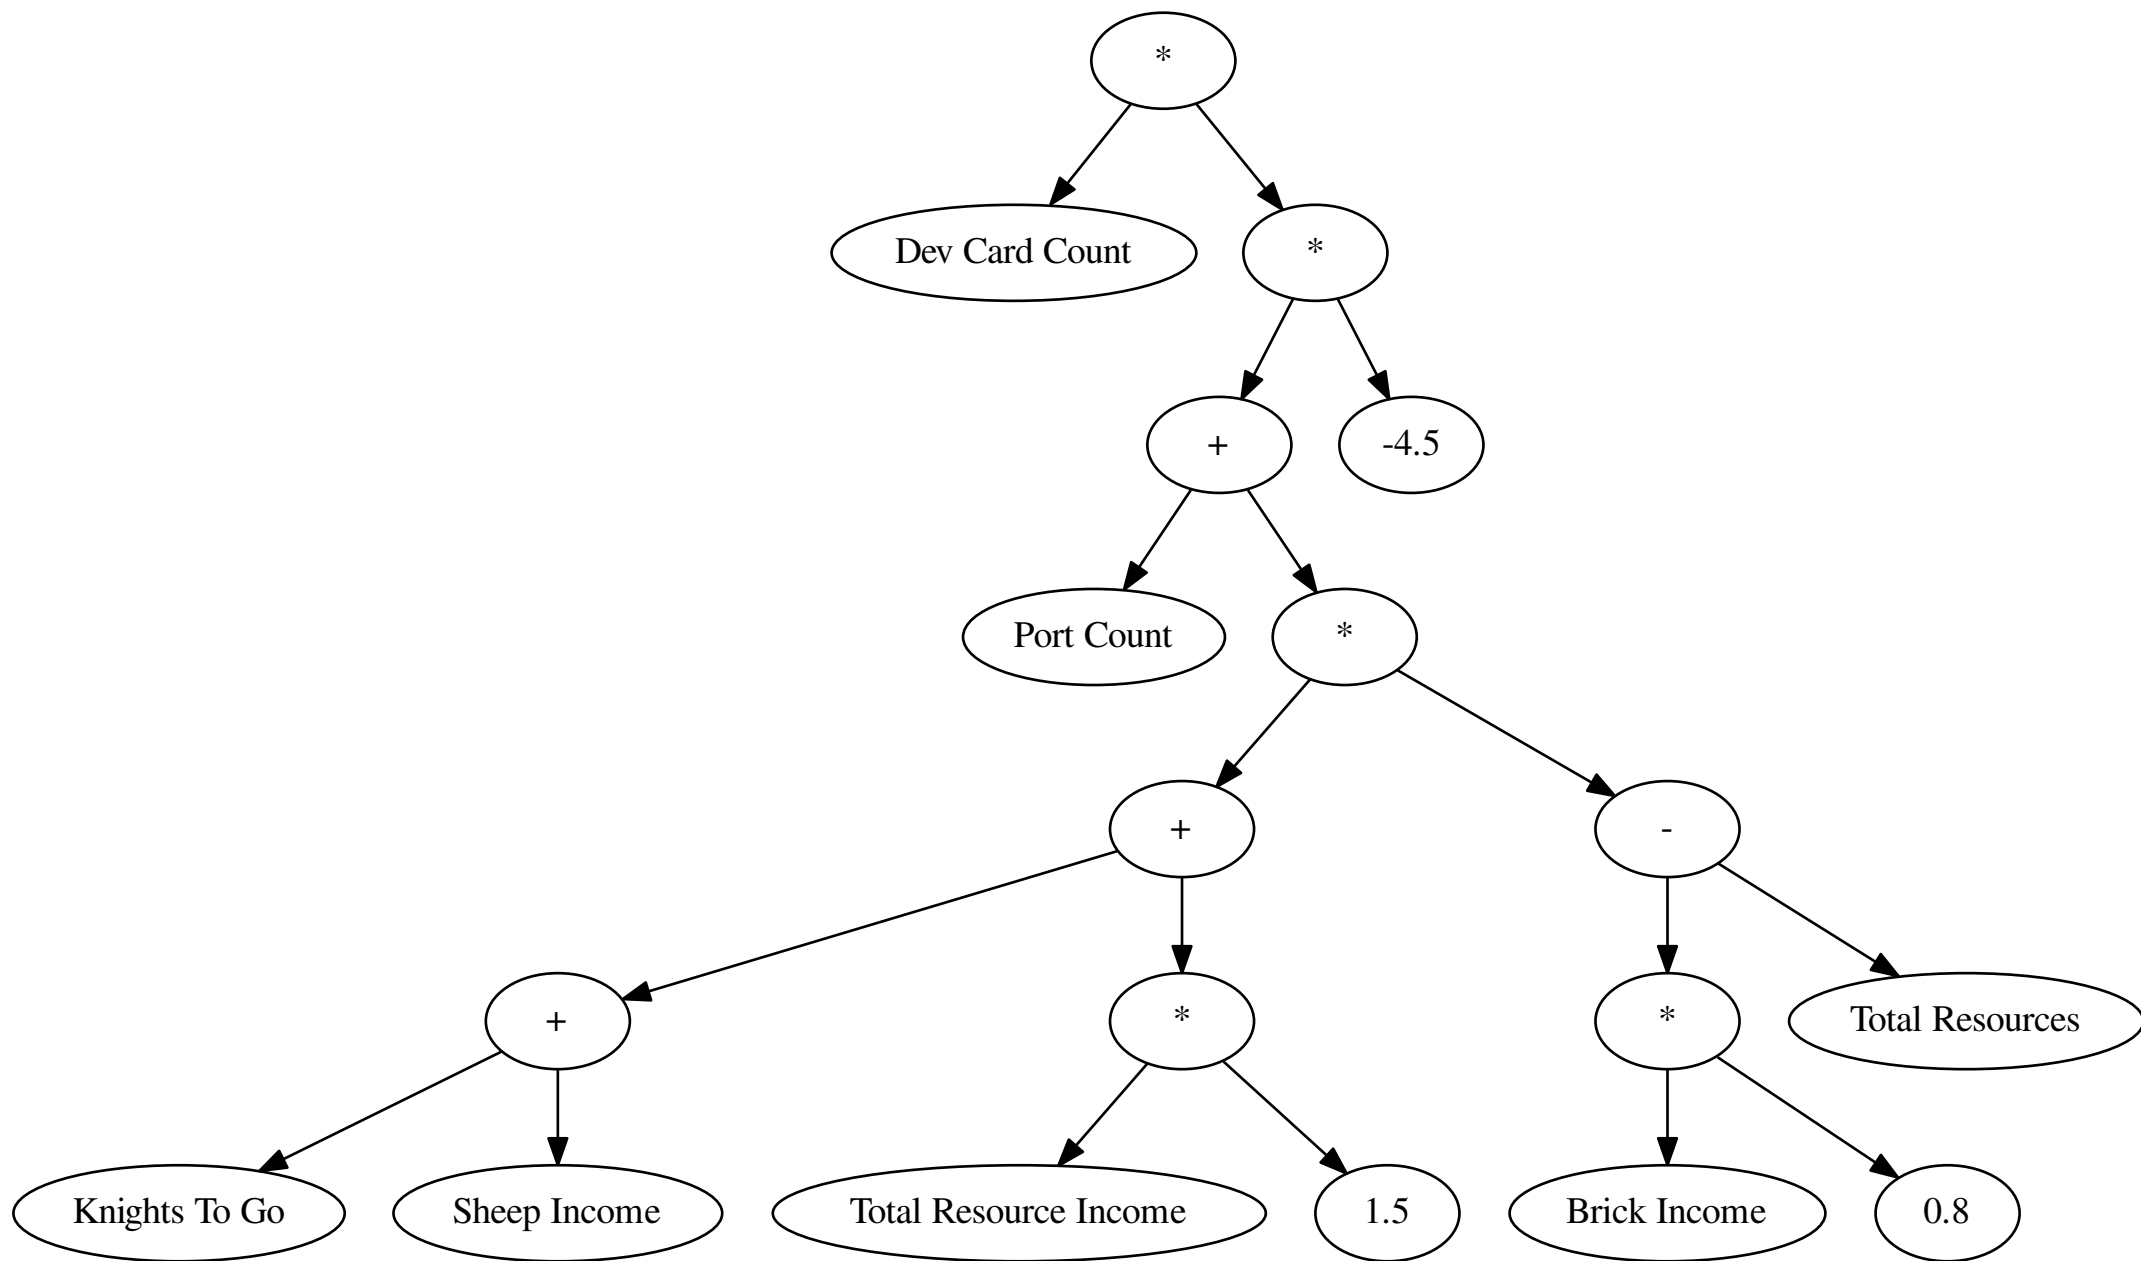 *
Dev Card Count
*
+
-4.5
Port Count
*
+
-
+
*
*
Total Resources
Knights To Go
Sheep Income
Total Resource Income
1.5
Brick Income
0.8